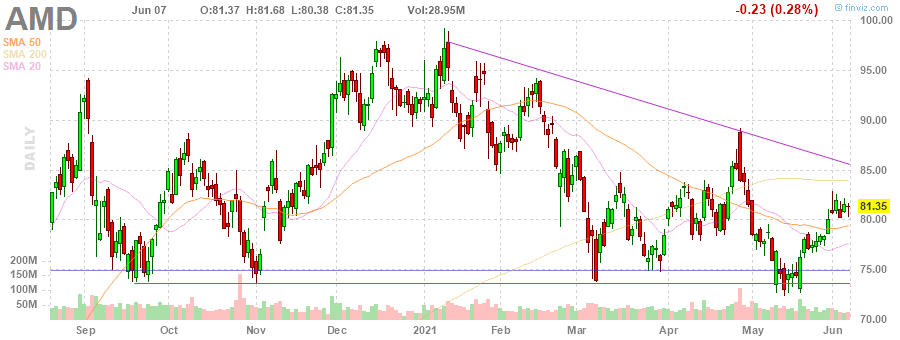 AMD
Jun 07 O:81.37 H:81.68 L:80.38 C:81.35 Vol:28.95M -0.23 (0.28%)
© finviz.com
SMA 50
SMA 200
SMA 20
DAILY
100.00
95.00
90.00
85.00
81.35
80.00
75.00
70.00
200M
150M
100M
50M
Sep Oct Nov Dec 2021 Feb Mar Apr May Jun